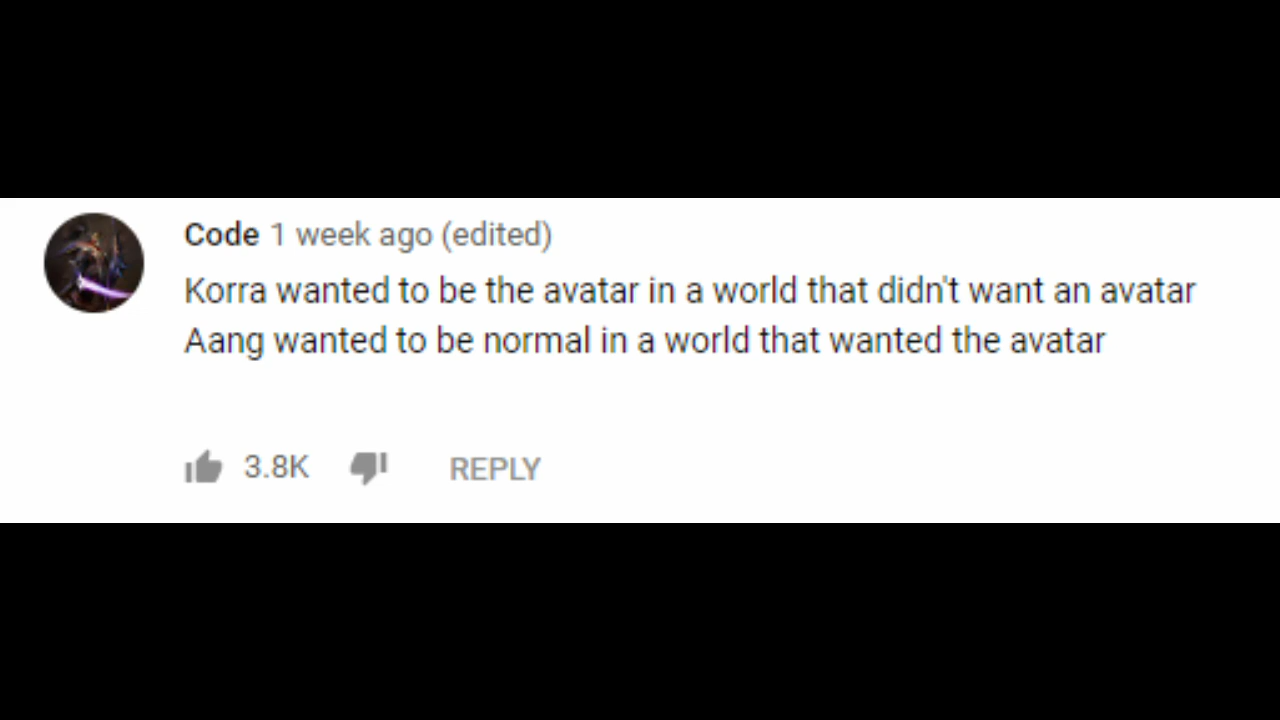 Code 1 week ago (edited)
Korra wanted to be the avatar in a world that didn't want an avatar
Aang wanted to be normal in a world that wanted the avatar
3.8K REPLY